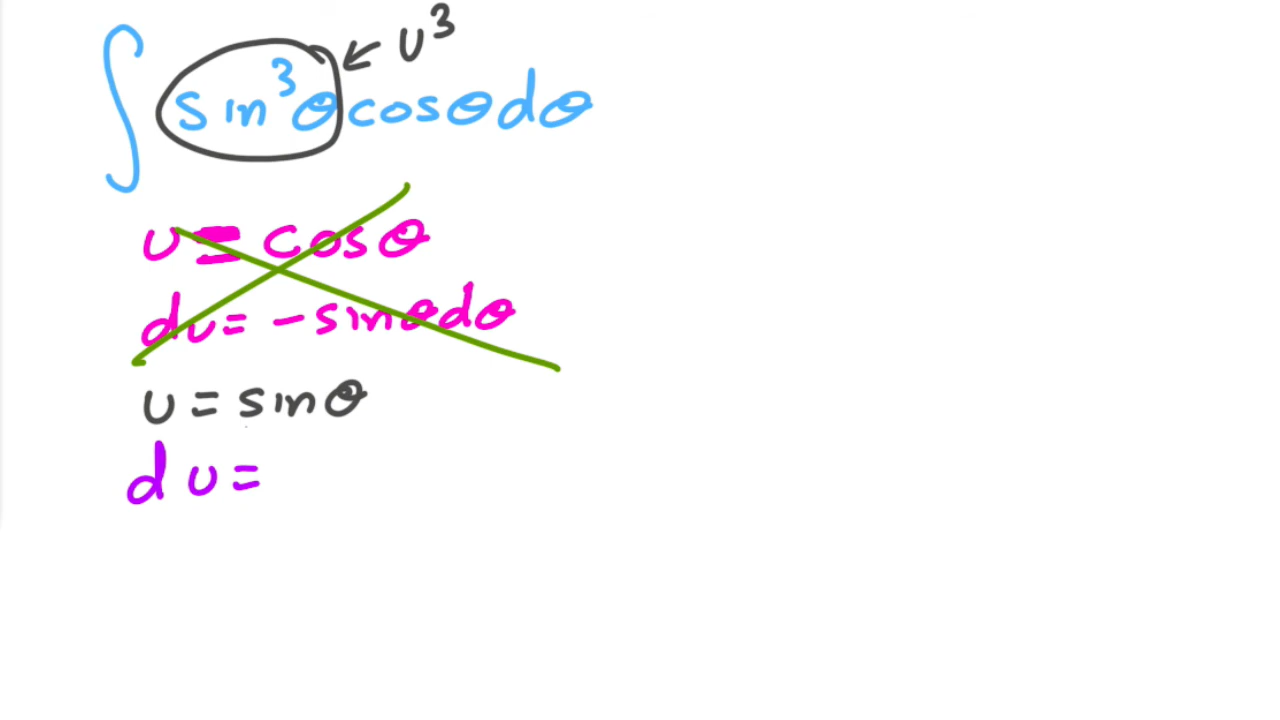 ∫ sin³θ cosθ dθ ← u³
u = cosθ
du = -sinθ dθ
u = sinθ
du =